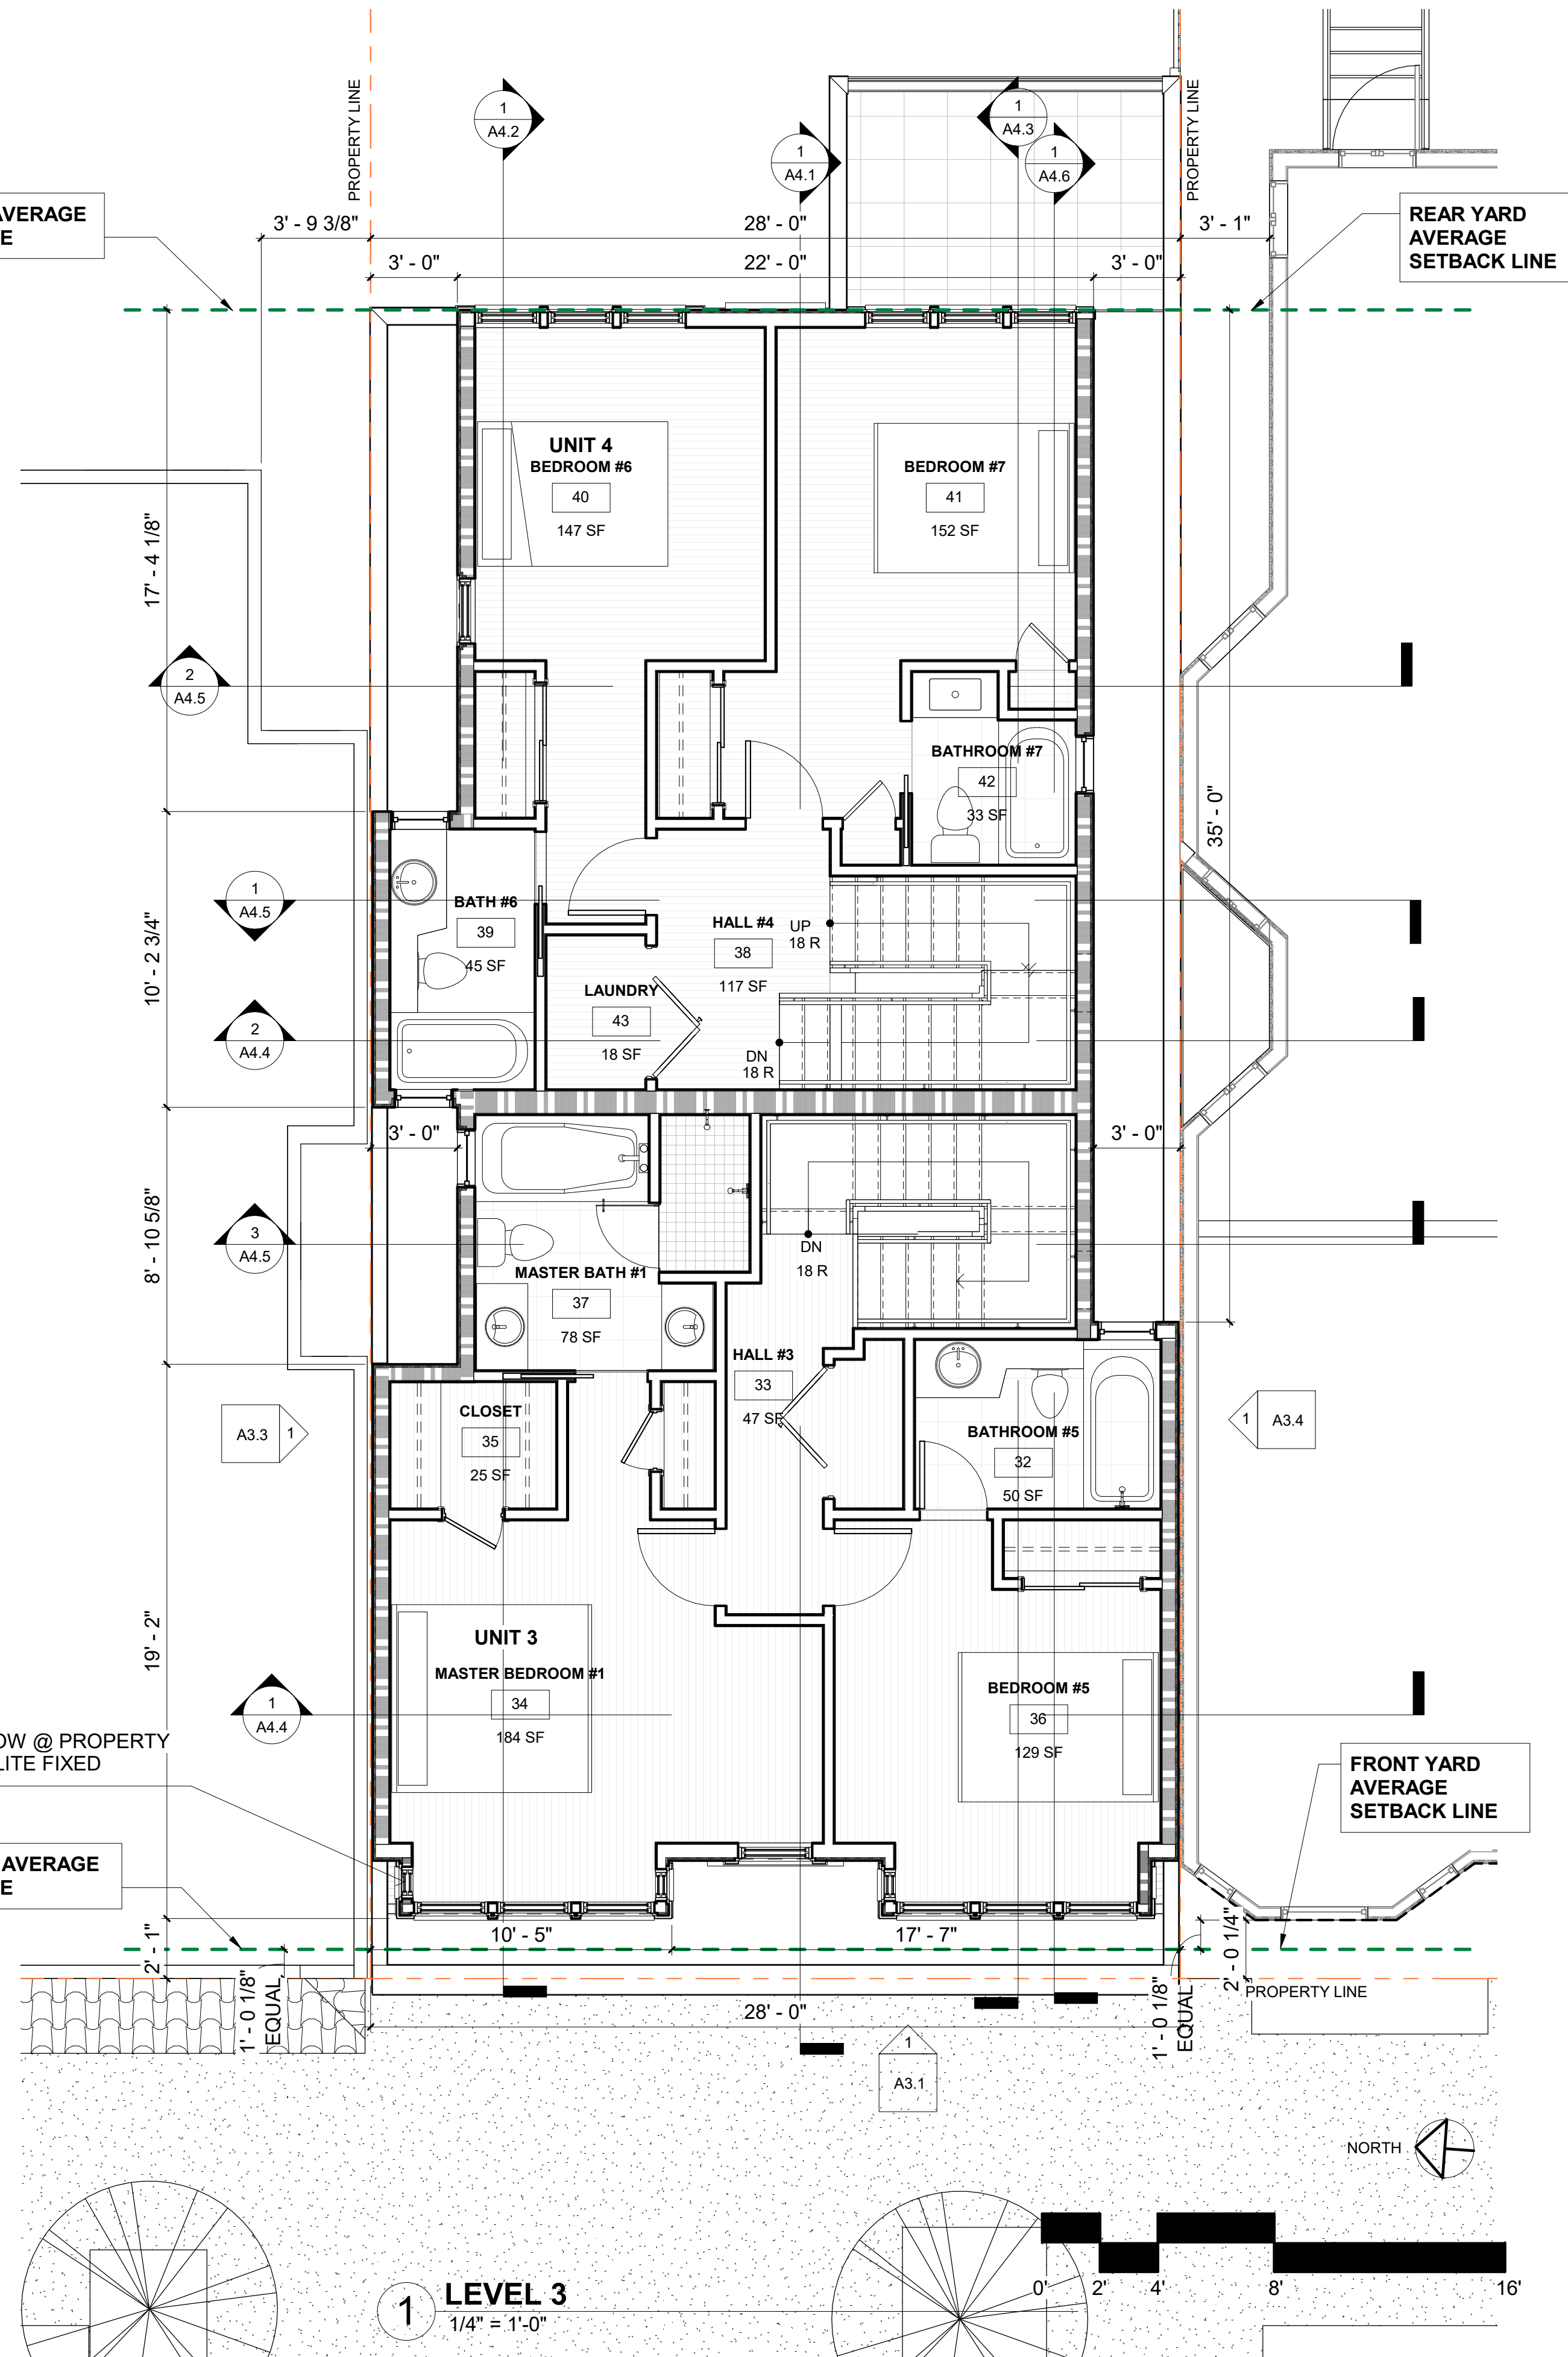 PROPERTY LINE
PROPERTY LINE
1
A4.2
1
A4.1
1
A4.3
1
A4.6
AVERAGE
E
REAR YARD
AVERAGE
SETBACK LINE
3' - 9 3/8"
28' - 0"
3' - 1"
3' - 0"
22' - 0"
3' - 0"
17' - 4 1/8"
UNIT 4
BEDROOM #6
40
147 SF
BEDROOM #7
41
152 SF
2
A4.5
BATHROOM #7
42
33 SF
35' - 0"
1
A4.5
10' - 2 3/4"
BATH #6
39
45 SF
HALL #4
38
117 SF
UP
18 R
LAUNDRY
43
18 SF
2
A4.4
DN
18 R
3' - 0"
3' - 0"
8' - 10 5/8"
3
A4.5
MASTER BATH #1
37
78 SF
DN
18 R
HALL #3
33
47 SF
A3.3
1
CLOSET
35
25 SF
BATHROOM #5
32
50 SF
1
A3.4
19' - 2"
UNIT 3
MASTER BEDROOM #1
34
184 SF
BEDROOM #5
36
129 SF
1
A4.4
OW @ PROPERTY
LITE FIXED
FRONT YARD
AVERAGE
SETBACK LINE
AVERAGE
E
2' - 1"
10' - 5"
17' - 7"
2' - 0 1/4"
1' - 0 1/8"
EQUAL
28' - 0"
1' - 0 1/8"
EQUAL
PROPERTY LINE
1
A3.1
NORTH
0'
2'
4'
8'
16'
1
LEVEL 3
1/4" = 1'-0"